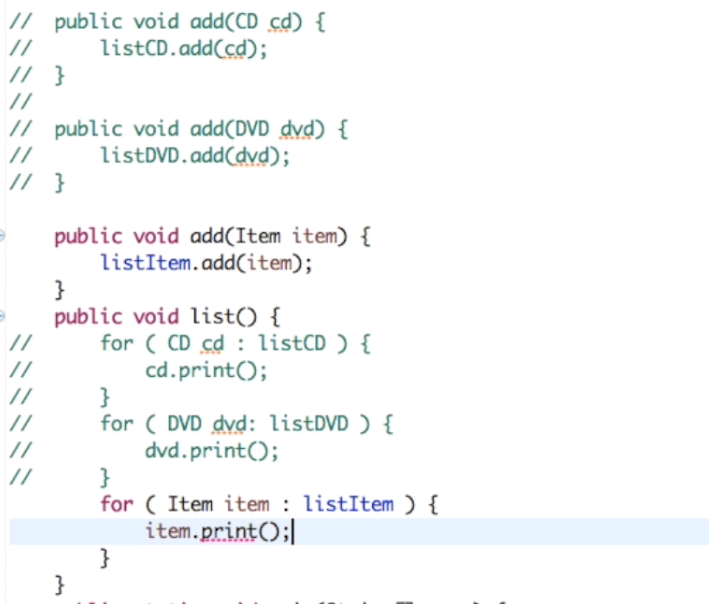 //  public void add(CD cd) {
//      listCD.add(cd);
//  }
//
//  public void add(DVD dvd) {
//      listDVD.add(dvd);
//  }
    public void add(Item item) {
        listItem.add(item);
    }
    public void list() {
//      for ( CD cd : listCD ) {
//          cd.print();
//      }
//      for ( DVD dvd: listDVD ) {
//          dvd.print();
//      }
        for ( Item item : listItem ) {
            item.print();
        }
    }